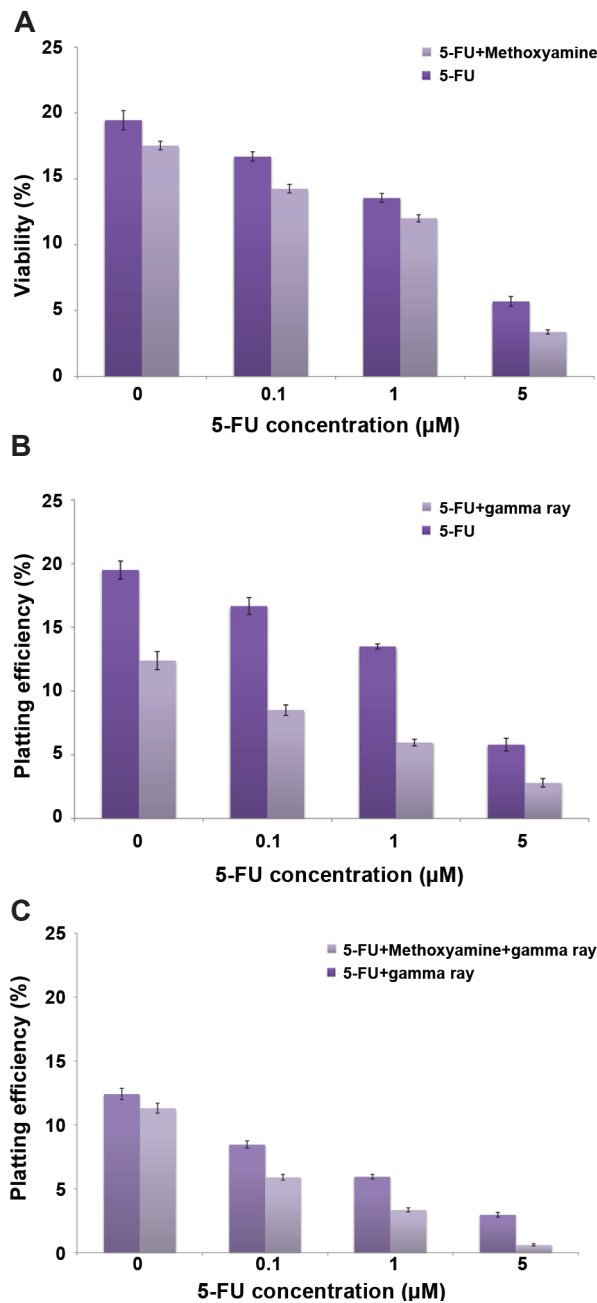 A
25
20
15
10
5
0
Viability (%)
5-FU+Methoxyamine
5-FU
0 0.1 1 5
5-FU concentration (µM)
B
25
20
15
10
5
0
Platting efficiency (%)
5-FU+gamma ray
5-FU
0 0.1 1 5
5-FU concentration (µM)
C
25
20
15
10
5
0
Platting efficiency (%)
5-FU+Methoxyamine+gamma ray
5-FU+gamma ray
0 0.1 1 5
5-FU concentration (µM)